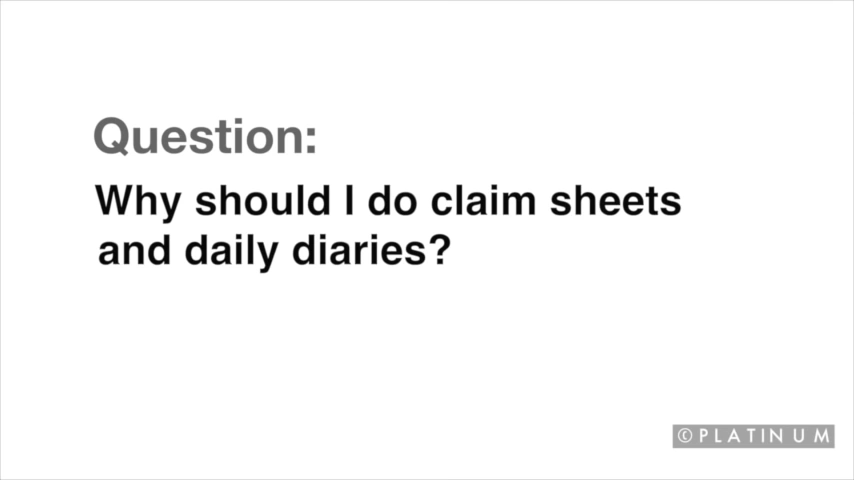 Question:
Why should I do claim sheets
and daily diaries?
© PLATINUM